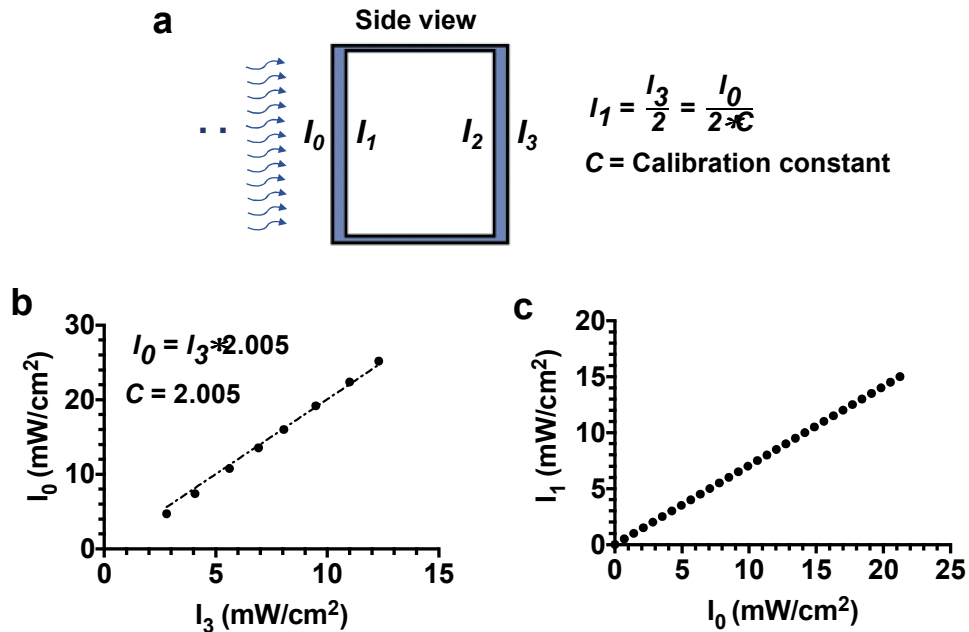 a
Side view
I0 I1 I2 I3
I1 = I3/2 = I0/2*C
C = Calibration constant
b
I0 = I3*2.005
C = 2.005
I0 (mW/cm2)
30
20
10
0
0 5 10 15
I3 (mW/cm2)
c
I1 (mW/cm2)
20
15
10
5
0
0 5 10 15 20 25
I0 (mW/cm2)